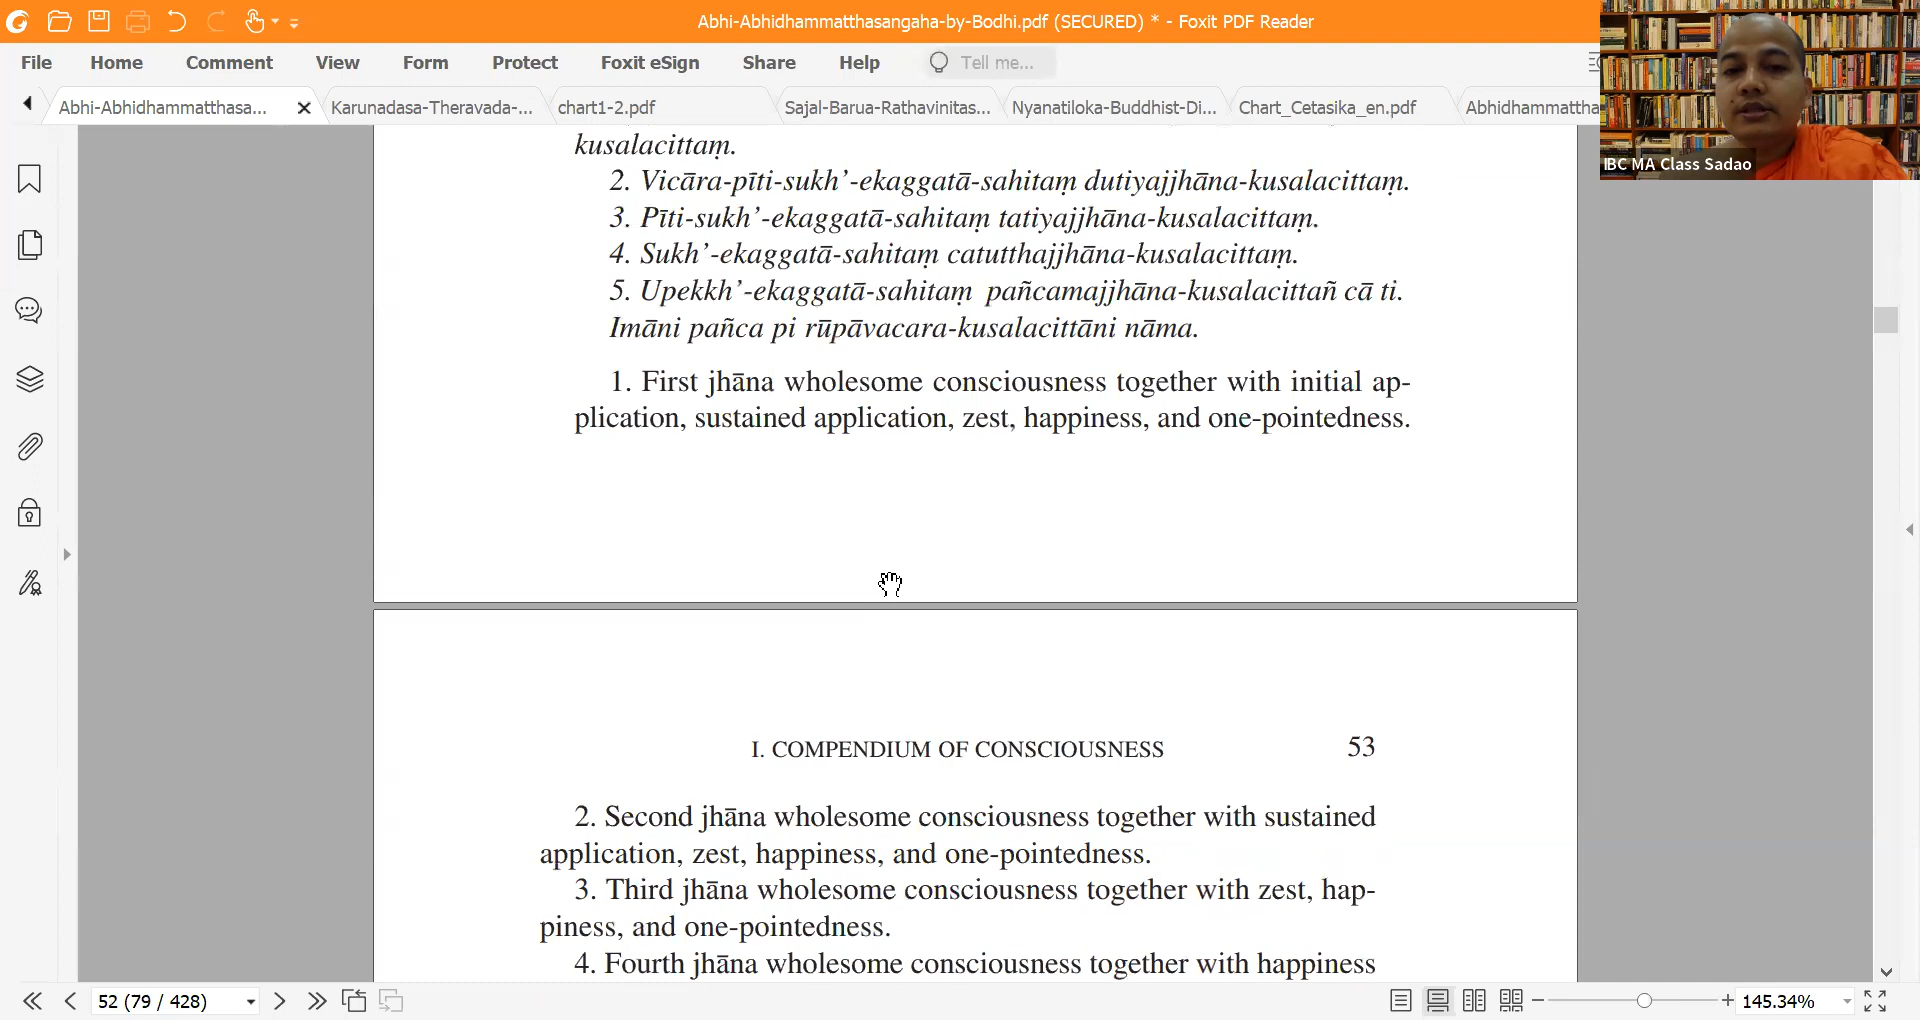 Abhi-Abhidhammatthasangaha-by-Bodhi.pdf (SECURED) * - Foxit PDF Reader
File Home Comment View Form Protect Foxit eSign Share Help Tell me...
Abhi-Abhidhammatthasa... Karunadasa-Theravada-... chart1-2.pdf Sajal-Barua-Rathavinitas... Nyanatiloka-Buddhist-Di... Chart_Cetasika_en.pdf Abhidhammattha
IBC MA Class Sadao
kusalacittaṃ.
2. Vicāra-pīti-sukh’-ekaggatā-sahitaṃ dutiyajjhāna-kusalacittaṃ.
3. Pīti-sukh’-ekaggatā-sahitaṃ tatiyajjhāna-kusalacittaṃ.
4. Sukh’-ekaggatā-sahitaṃ catutthajjhāna-kusalacittaṃ.
5. Upekkh’-ekaggatā-sahitaṃ pañcamajjhāna-kusalacittañ cā ti.
Imāni pañca pi rūpāvacara-kusalacittāni nāma.
1. First jhāna wholesome consciousness together with initial ap-
plication, sustained application, zest, happiness, and one-pointedness.
I. COMPENDIUM OF CONSCIOUSNESS 53
2. Second jhāna wholesome consciousness together with sustained
application, zest, happiness, and one-pointedness.
3. Third jhāna wholesome consciousness together with zest, hap-
piness, and one-pointedness.
4. Fourth jhāna wholesome consciousness together with happiness
52 (79 / 428) 145.34%